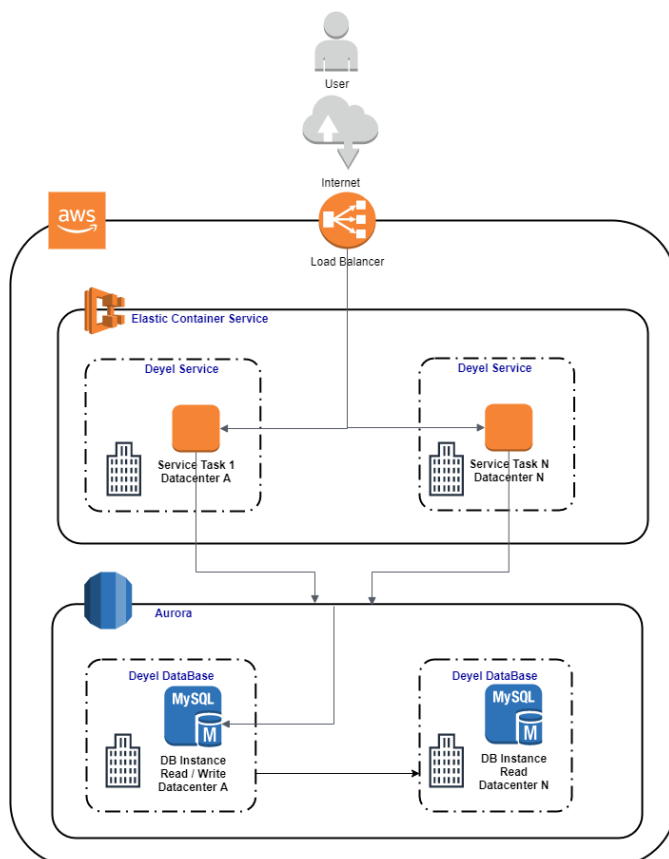 User
Internet
aws
Load Balancer
Elastic Container Service
Deyel Service
Service Task 1
Datacenter A
Deyel Service
Service Task N
Datacenter N
Aurora
Deyel DataBase
MySQL
M
DB Instance
Read / Write
Datacenter A
Deyel DataBase
MySQL
M
DB Instance
Read
Datacenter N